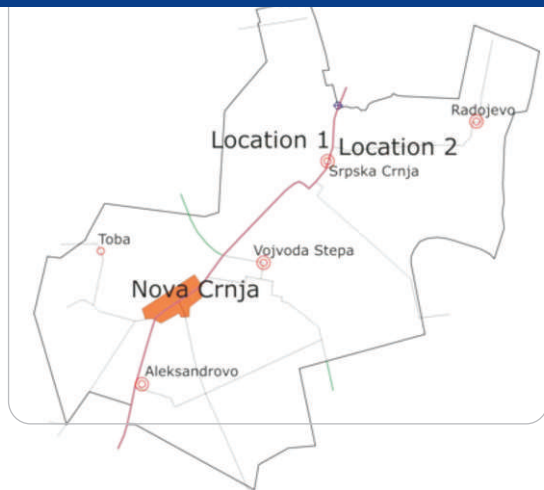 Radojevo
Location 1
Location 2
Srpska Crnja
Toba
Vojvoda Stepa
Nova Crnja
Aleksandrovo